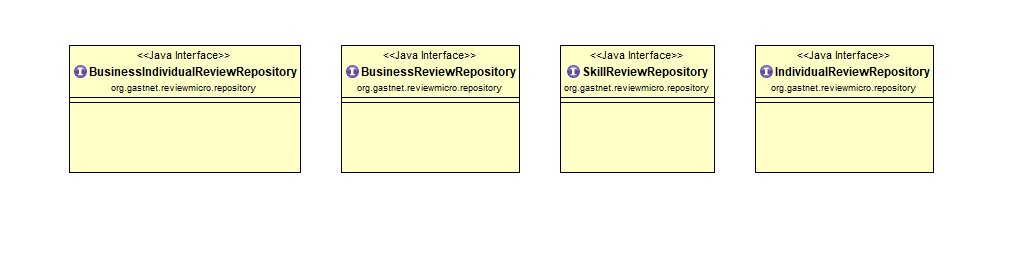 <<Java Interface>>
BusinessIndividualReviewRepository
org.gastnet.reviewmicro.repository
<<Java Interface>>
BusinessReviewRepository
org.gastnet.reviewmicro.repository
<<Java Interface>>
SkillReviewRepository
org.gastnet.reviewmicro.repository
<<Java Interface>>
IndividualReviewRepository
org.gastnet.reviewmicro.repository